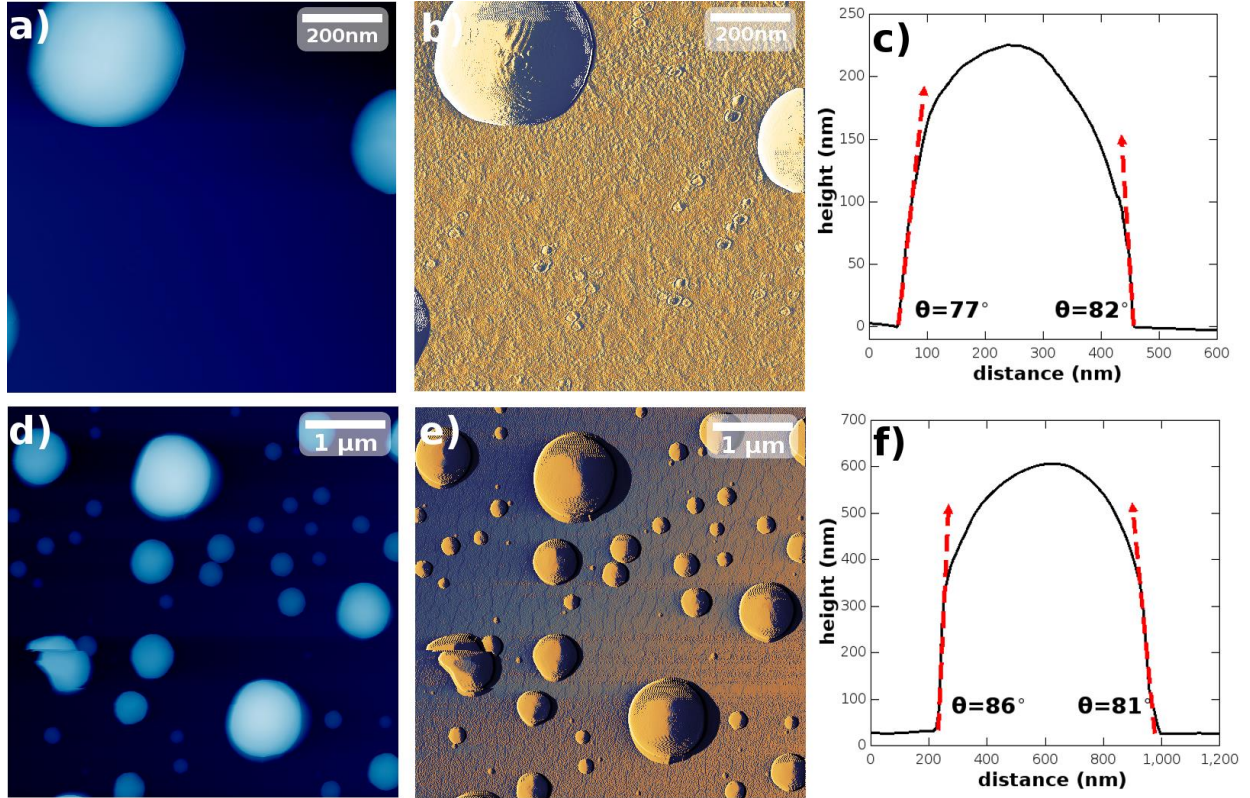 a)
200nm
b)
200nm
c)
250
200
150
100
50
0
height (nm)
θ=77°
θ=82°
0 100 200 300 400 500 600
distance (nm)
d)
1 μm
e)
1 μm
f)
700
600
500
400
300
200
100
0
height (nm)
θ=86°
θ=81°
0 200 400 600 800 1,000 1,200
distance (nm)